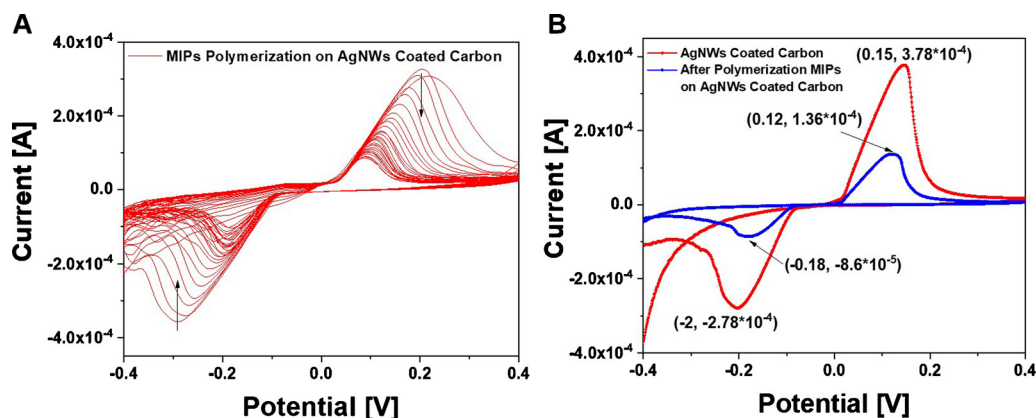 A
4.0x10-4
2.0x10-4
0.0
-2.0x10-4
-4.0x10-4
Current [A]
MIPs Polymerization on AgNWs Coated Carbon
-0.4 -0.2 0.0 0.2 0.4
Potential [V]
B
4.0x10-4
2.0x10-4
0.0
-2.0x10-4
-4.0x10-4
Current [A]
AgNWs Coated Carbon
After Polymerization MIPs
on AgNWs Coated Carbon
(0.15, 3.78*10-4)
(0.12, 1.36*10-4)
(-0.18, -8.6*10-5)
(-2, -2.78*10-4)
-0.4 -0.2 0.0 0.2 0.4
Potential [V]